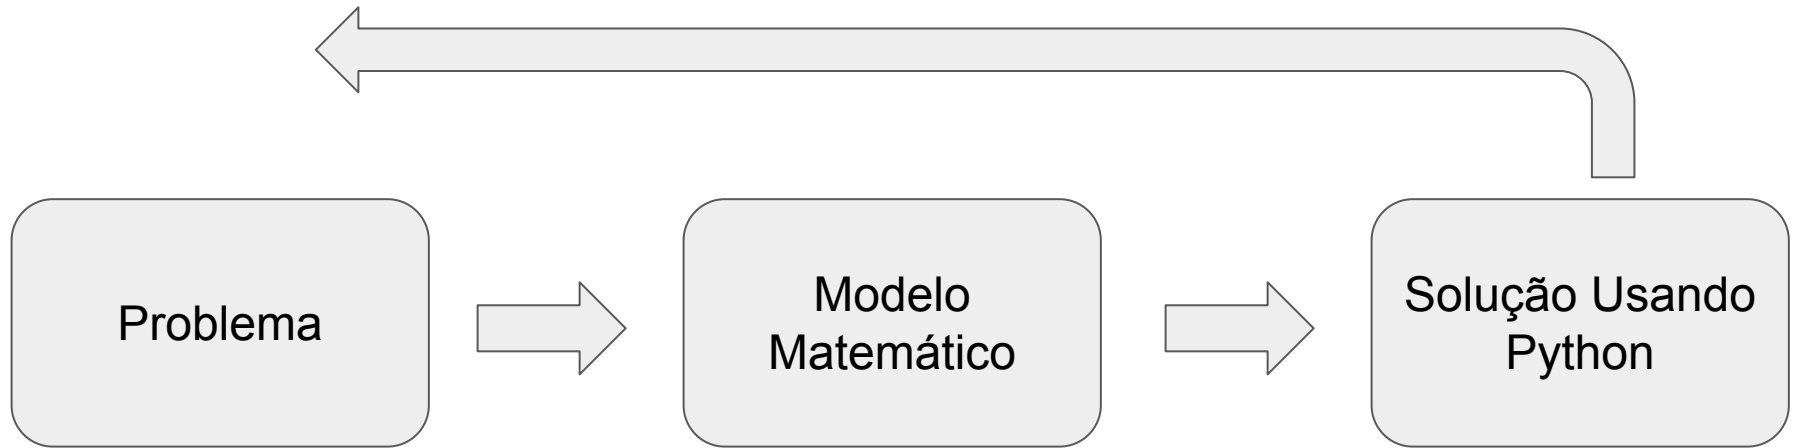 Problema
Modelo
Matemático
Solução Usando
Python